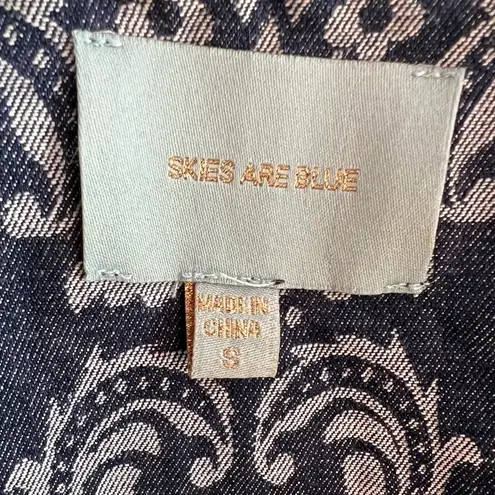 SKIES ARE BLUE
MADE IN
CHINA
S